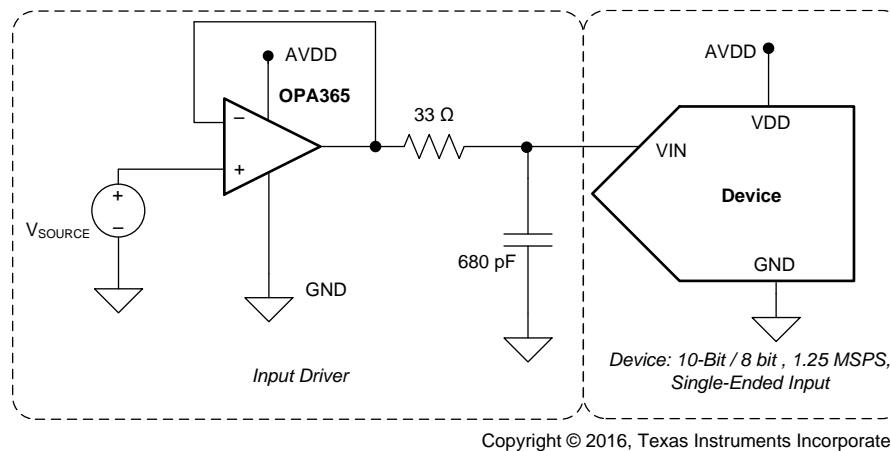 AVDD
OPA365
33 Ω
−
+
+
−
VSOURCE
680 pF
GND
Input Driver
AVDD
VDD
VIN
Device
GND
Device: 10-Bit / 8 bit , 1.25 MSPS,
Single-Ended Input
Copyright © 2016, Texas Instruments Incorporate